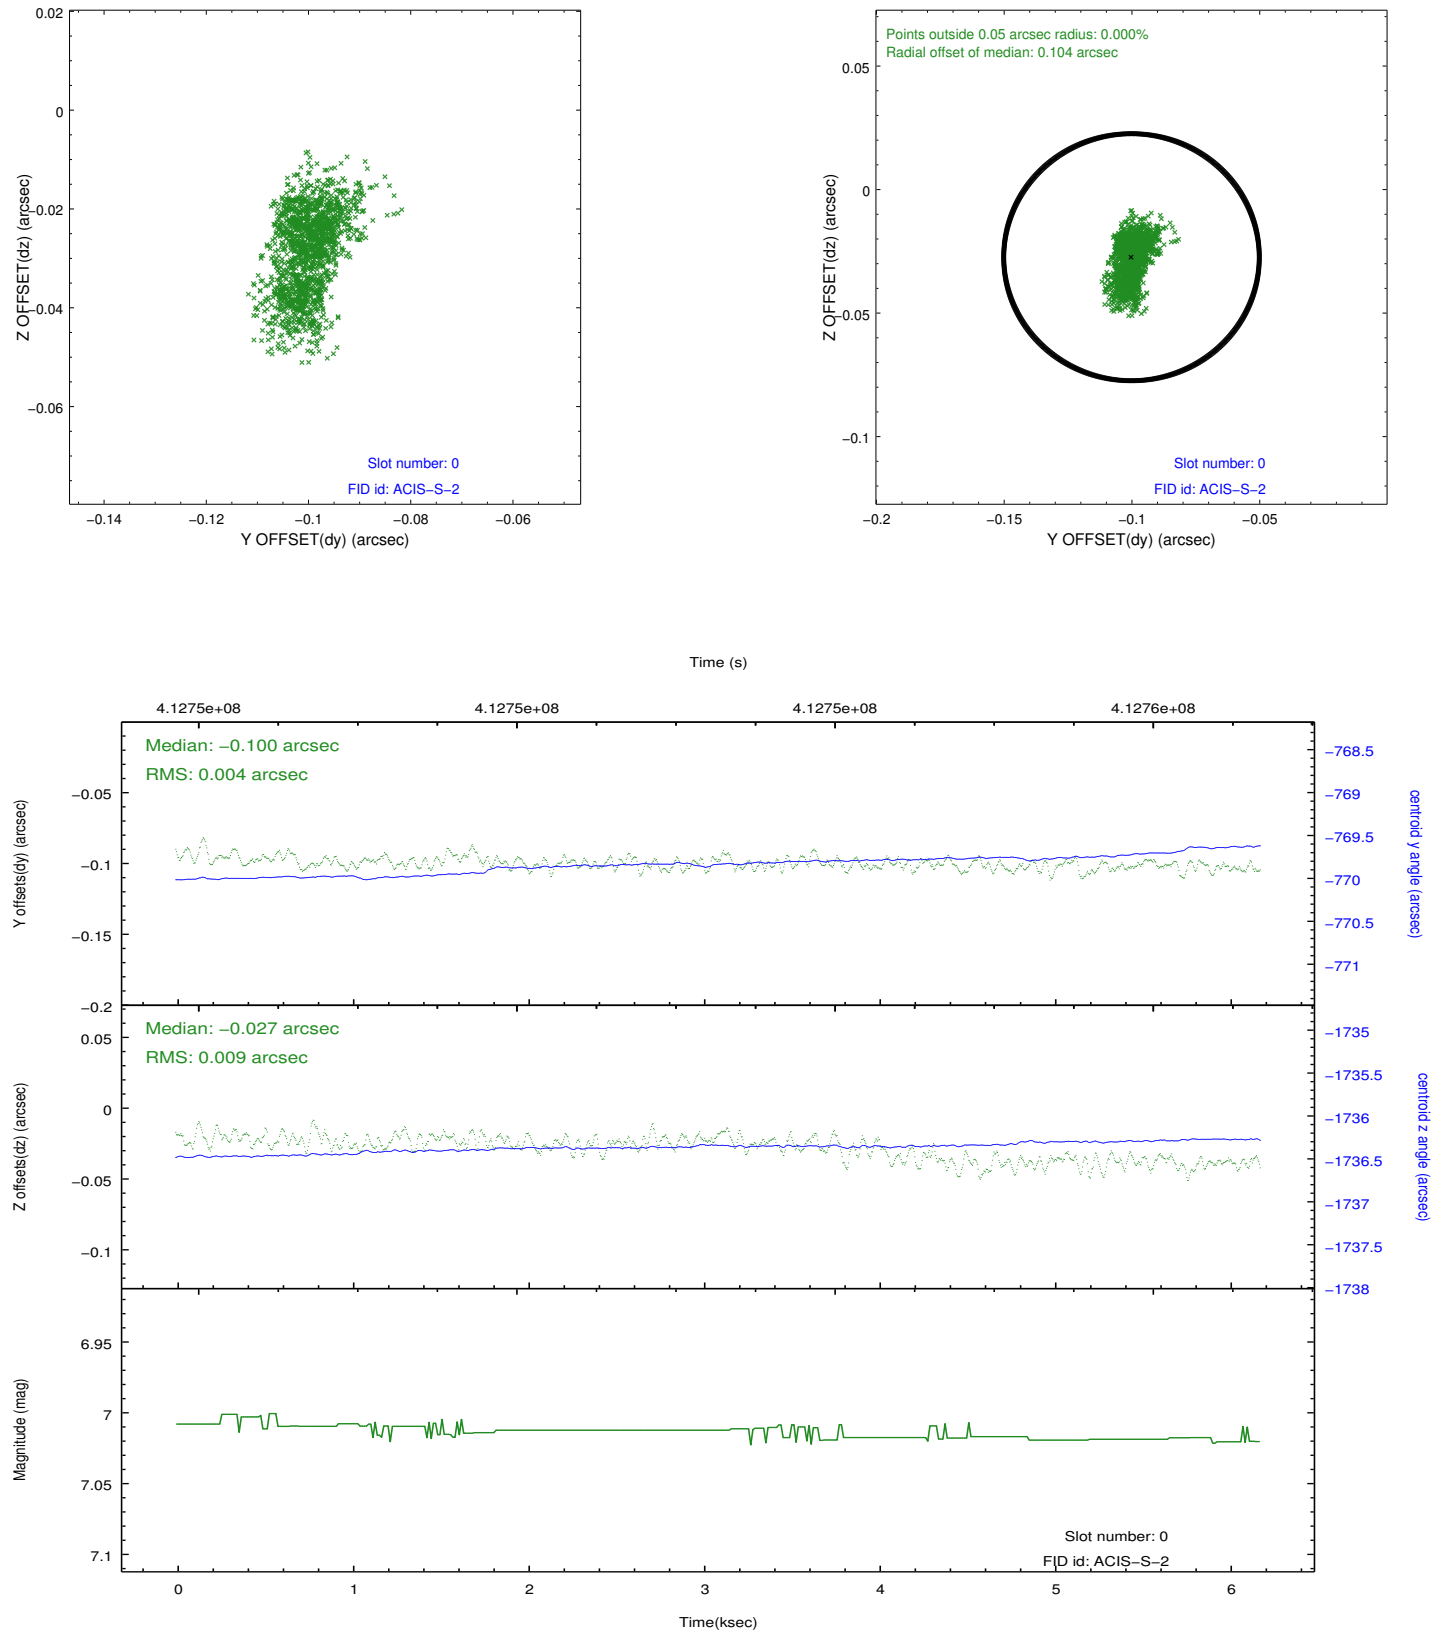 0.02
0
−0.02
−0.04
−0.06
Z OFFSET(dz) (arcsec)
Slot number: 0
FID id: ACIS−S−2
−0.14
−0.12
−0.1
−0.08
−0.06
Y OFFSET(dy) (arcsec)
Points outside 0.05 arcsec radius: 0.000%
Radial offset of median: 0.104 arcsec
0.05
0
−0.05
−0.1
Z OFFSET(dz) (arcsec)
Slot number: 0
FID id: ACIS−S−2
−0.2
−0.15
−0.1
−0.05
Y OFFSET(dy) (arcsec)
Time (s)
4.1275e+08
4.1275e+08
4.1275e+08
4.1276e+08
Median: −0.100 arcsec
RMS: 0.004 arcsec
−0.05
−0.1
−0.15
−0.2
Y offsets(dy) (arcsec)
−768.5
−769
−769.5
−770
−770.5
−771
centroid y angle (arcsec)
Median: −0.027 arcsec
RMS: 0.009 arcsec
0.05
0
−0.05
−0.1
Z offsets(dz) (arcsec)
−1735
−1735.5
−1736
−1736.5
−1737
−1737.5
−1738
centroid z angle (arcsec)
6.95
7
7.05
7.1
Magnitude (mag)
Slot number: 0
FID id: ACIS−S−2
0
1
2
3
4
5
6
Time(ksec)